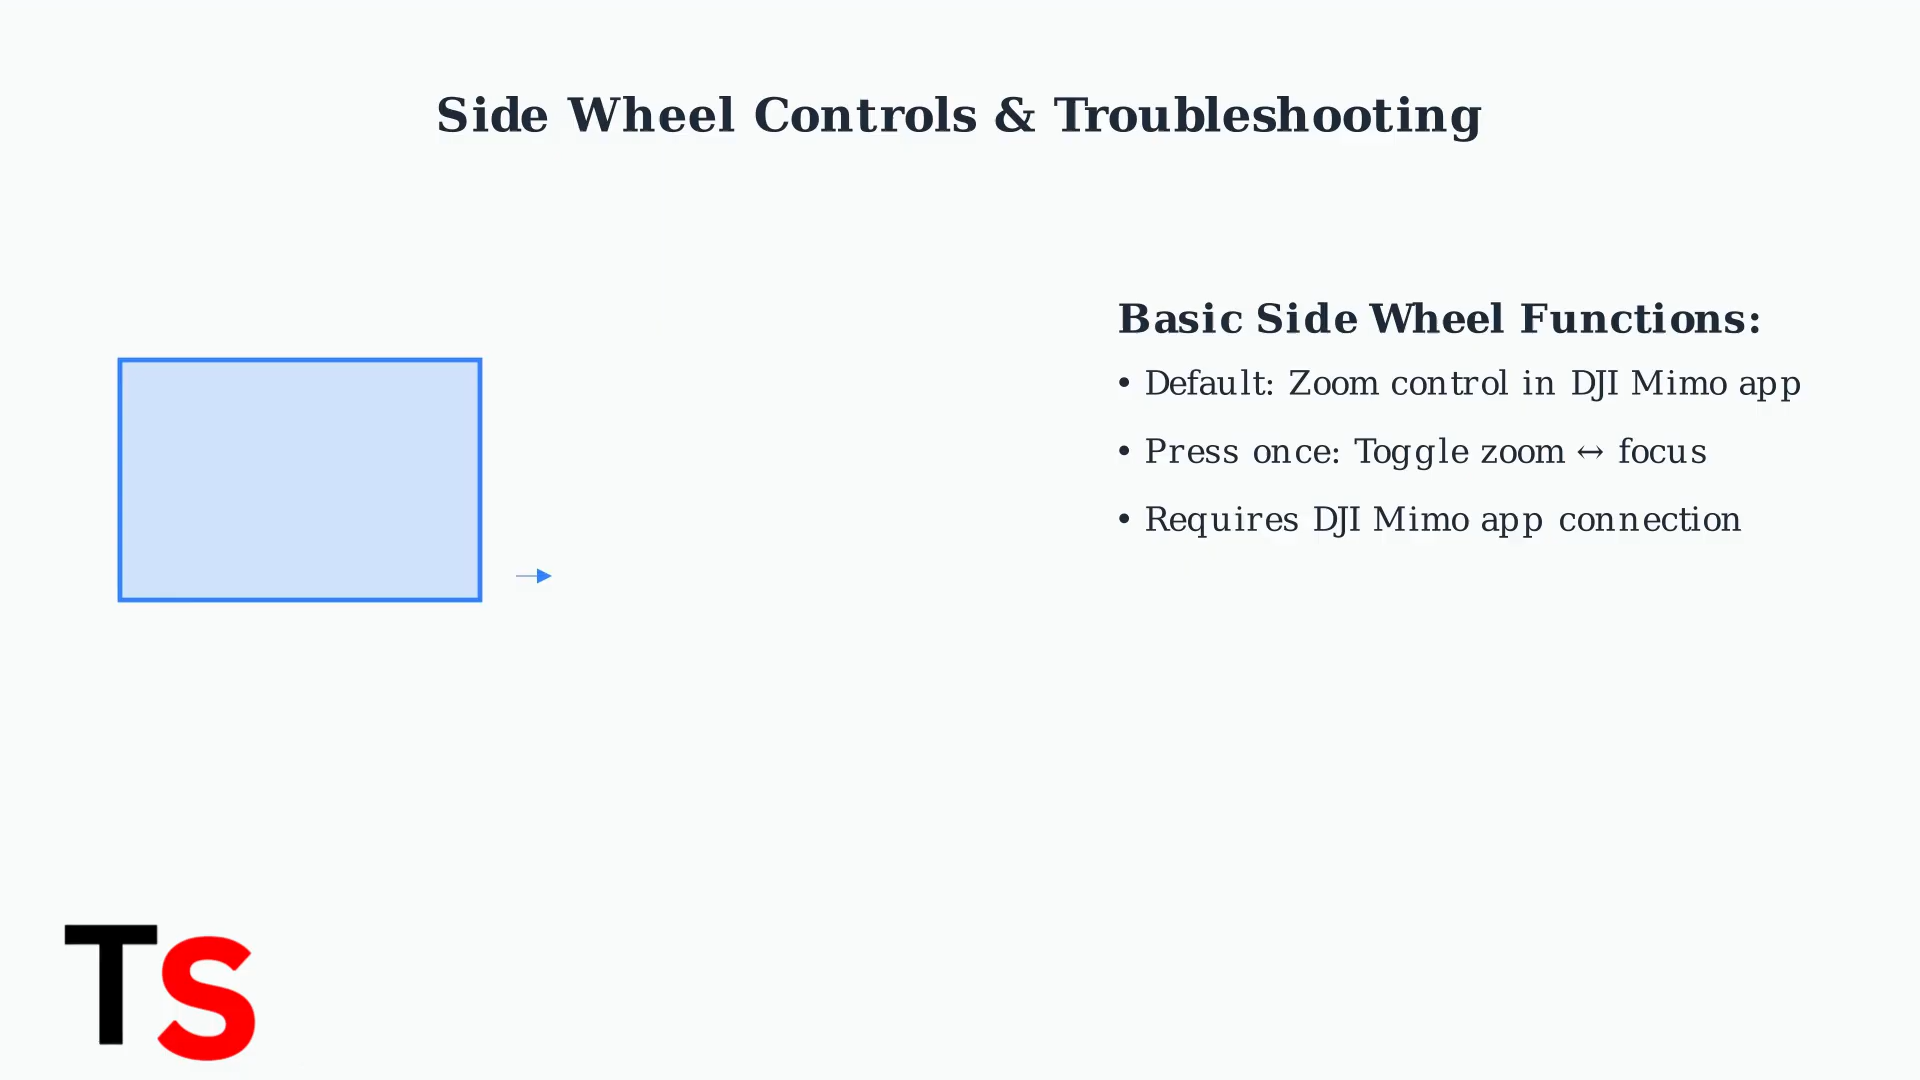 Side Wheel Controls & Troubleshooting
Basic Side Wheel Functions:
• Default: Zoom control in DJI Mimo app
• Press once: Toggle zoom ↔ focus
• Requires DJI Mimo app connection
TS